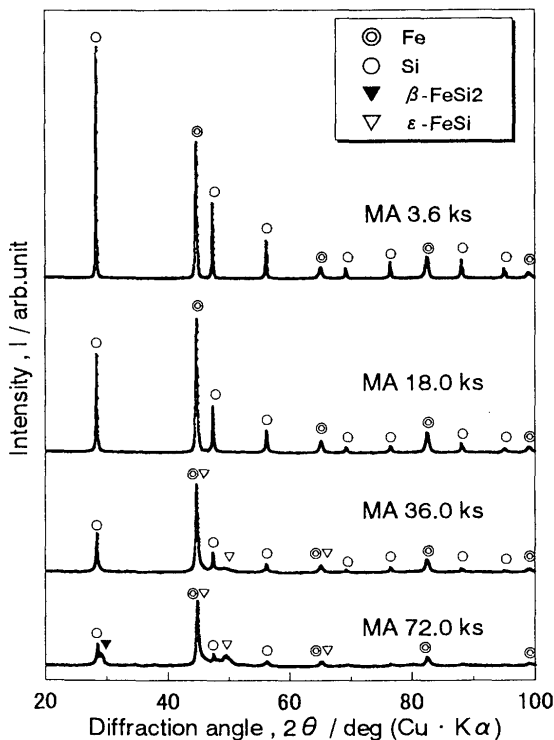 Fe
Si
β-FeSi2
ε-FeSi
MA 3.6 ks
MA 18.0 ks
MA 36.0 ks
MA 72.0 ks
Intensity , I / arb.unit
20 40 60 80 100
Diffraction angle , 2θ / deg (Cu · Kα)